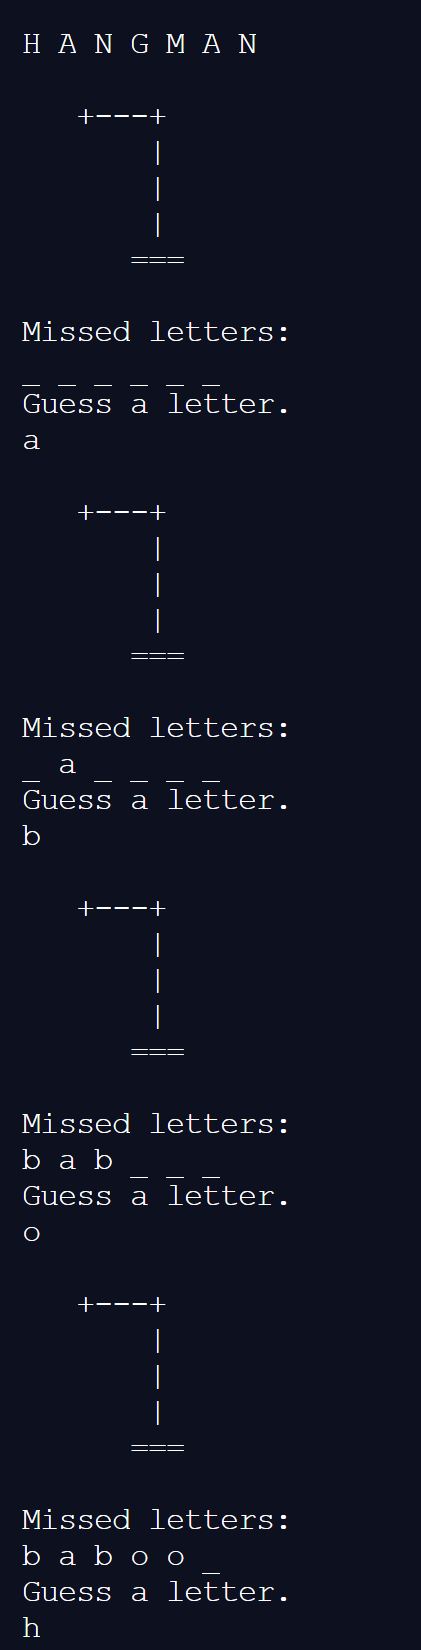 H A N G M A N
   +---+
       |
       |
       |
      ===
Missed letters:
_ _ _ _ _ _
Guess a letter.
a
   +---+
       |
       |
       |
      ===
Missed letters:
_ a _ _ _ _
Guess a letter.
b
   +---+
       |
       |
       |
      ===
Missed letters:
b a b _ _ _
Guess a letter.
o
   +---+
       |
       |
       |
      ===
Missed letters:
b a b o o _
Guess a letter.
h